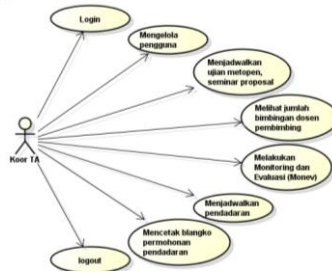 Login
Mengelola
pengguna
Menjadwalkan
ujian metopen,
seminar proposal
Melihat jumlah
bimbingan dosen
pembimbing
Koor TA
Melakukan
Monitoring dan
Evaluasi (Monev)
Menjadwalkan
pendadaran
Mencetak blangko
permohonan
pendadaran
logout